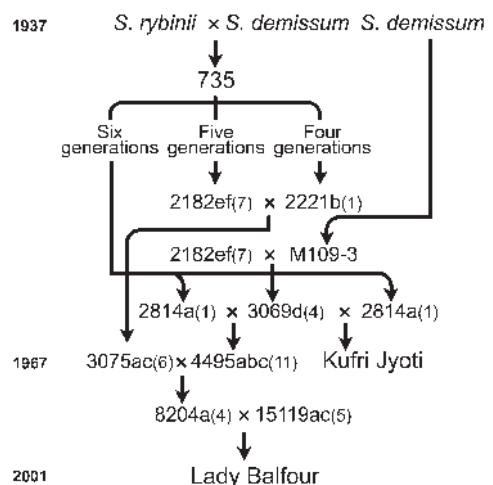 1937 S. rybinii × S. demissum S. demissum
735
Six generations Five generations Four generations
2182ef(7) × 2221b(1)
2182ef(7) × M109-3
2814a(1) × 3069d(4) × 2814a(1)
1967 3075ac(6) × 4495abc(11) Kufri Jyoti
8204a(4) × 15119ac(5)
2001 Lady Balfour